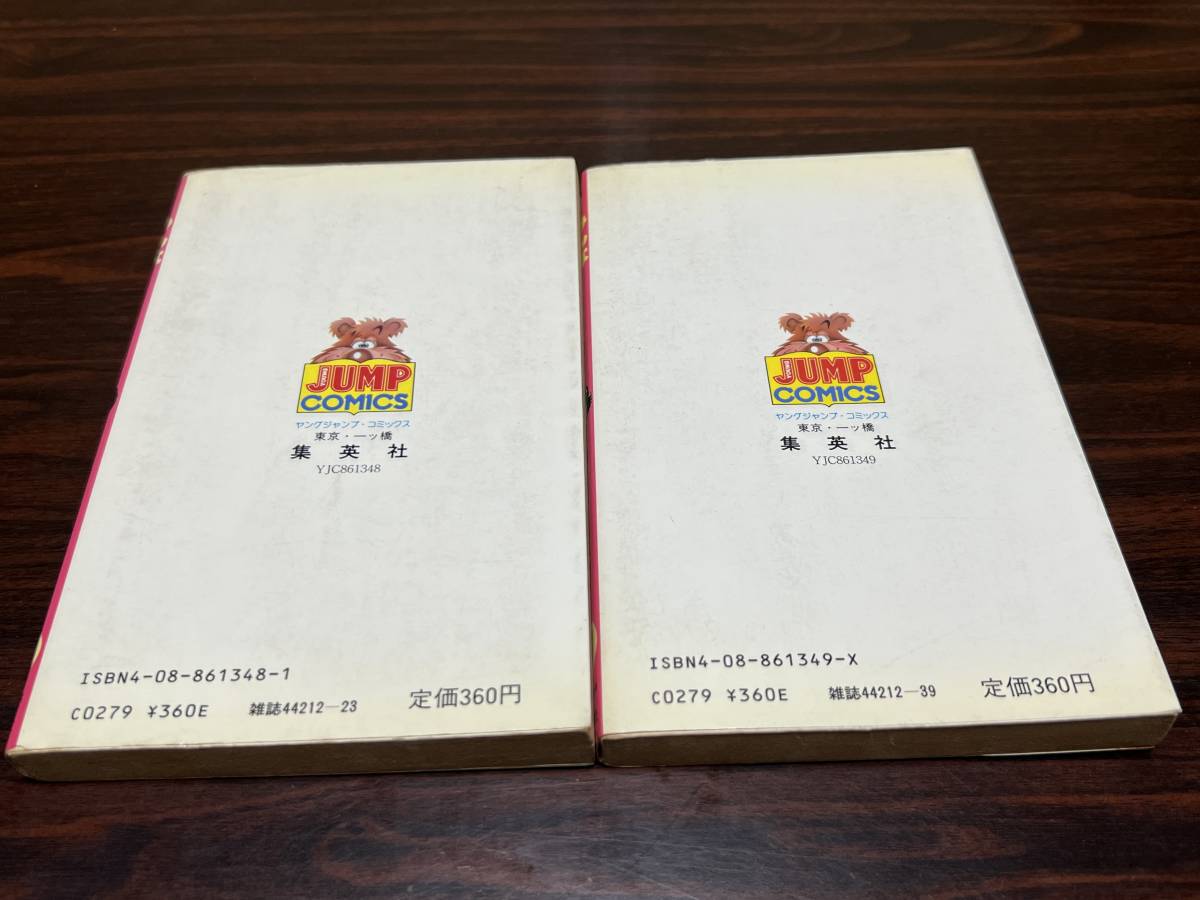 YOUNG
JUMP
COMICS
ヤングジャンプ・コミックス
東京・一ッ橋
集英社
YJC861348
ISBN4-08-861348-1
C0279 ¥360E 雑誌44212-23 定価360円
YOUNG
JUMP
COMICS
ヤングジャンプ・コミックス
東京・一ッ橋
集英社
YJC861349
ISBN4-08-861349-X
C0279 ¥360E 雑誌44212-39 定価360円